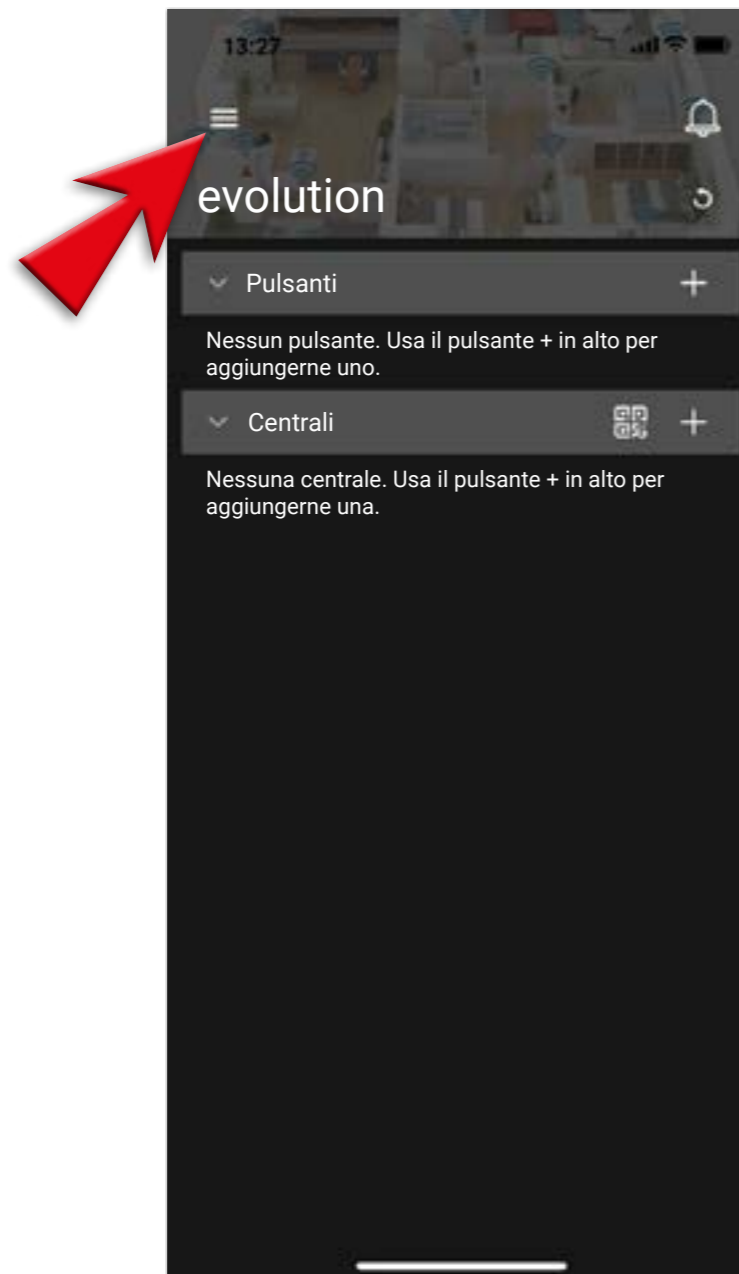 13:27
evolution
Pulsanti
Nessun pulsante. Usa il pulsante + in alto per
aggiungerne uno.
Centrali
Nessuna centrale. Usa il pulsante + in alto per
aggiungerne una.